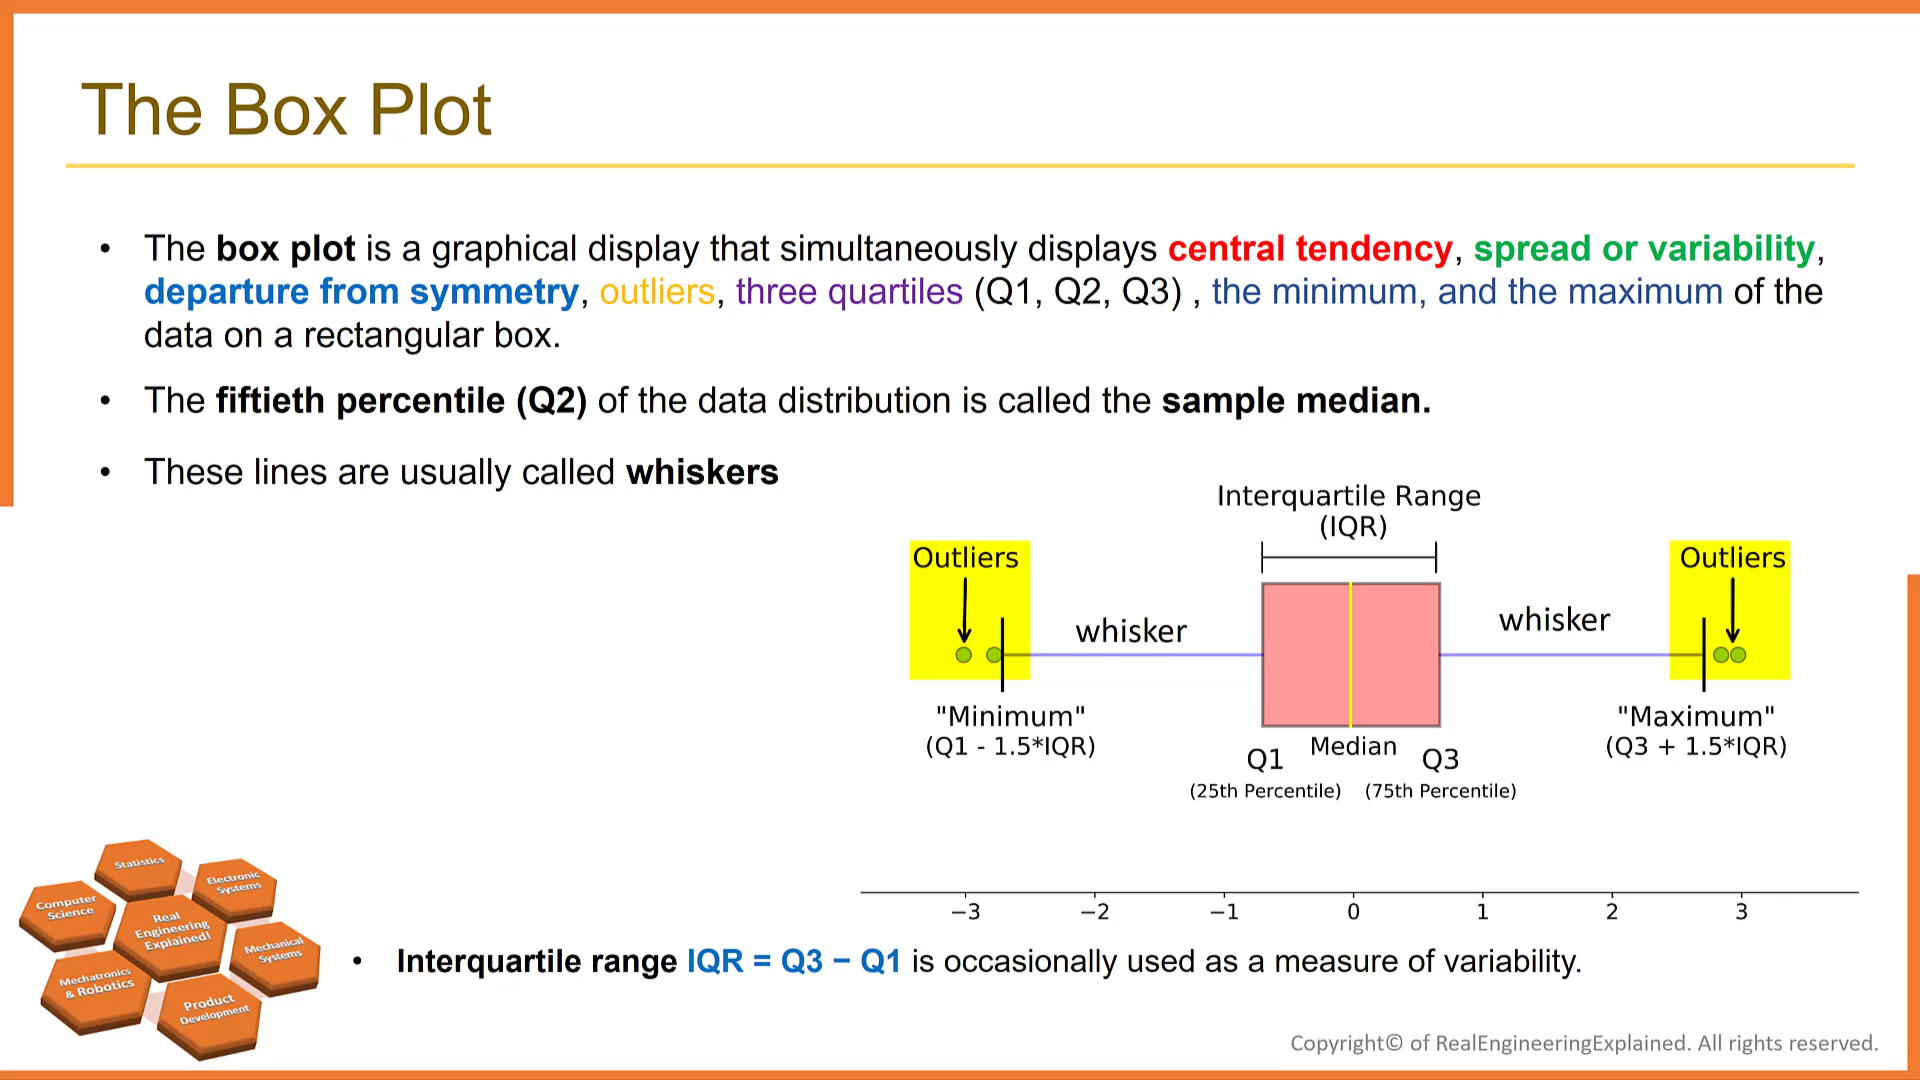 The Box Plot
• The box plot is a graphical display that simultaneously displays central tendency, spread or variability,
departure from symmetry, outliers, three quartiles (Q1, Q2, Q3) , the minimum, and the maximum of the
data on a rectangular box.
• The fiftieth percentile (Q2) of the data distribution is called the sample median.
• These lines are usually called whiskers
Interquartile Range
(IQR)
Outliers
Outliers
whisker
whisker
"Minimum"
(Q1 - 1.5*IQR)
"Maximum"
(Q3 + 1.5*IQR)
Q1
Median
Q3
(25th Percentile)
(75th Percentile)
−3 −2 −1 0 1 2 3
Statistics
Electronic
Systems
Computer
Science
Real
Engineering
Explained!
Mechanical
Systems
Mechatronics
& Robotics
Product
Development
• Interquartile range IQR = Q3 − Q1 is occasionally used as a measure of variability.
Copyright© of RealEngineeringExplained. All rights reserved.